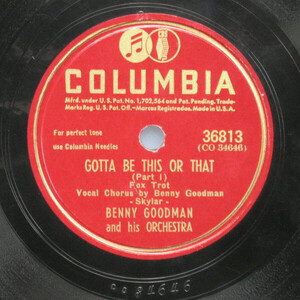 COLUMBIA
Mfrd. under U.S. Pat. No. 1,702,564 and Pat. Pending. Trade-
Marks Reg. U.S. Pat. Off.-Marcas Registradas. Made in U.S.A.
For perfect tone
use Columbia Needles
36813
(CO 34646)
GOTTA BE THIS OR THAT
(Part I)
Fox Trot
Vocal Chorus by Benny Goodman
- Skylar -
BENNY GOODMAN
and his ORCHESTRA